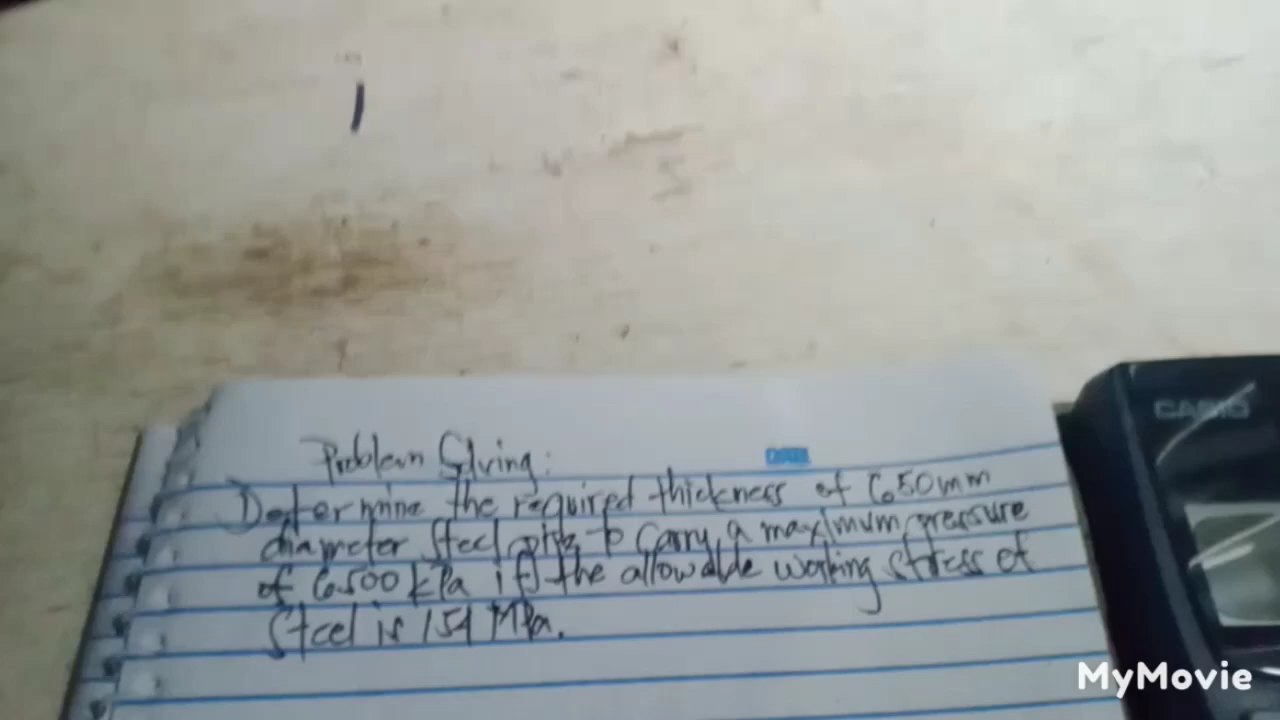 Problem Solving:
Determine the required thickness of 650mm
diameter steel pipe to carry a maximum pressure
of 6500 kPa if the allowable working stress of
Steel is 154 MPa.
CASIO
DATE
MyMovie